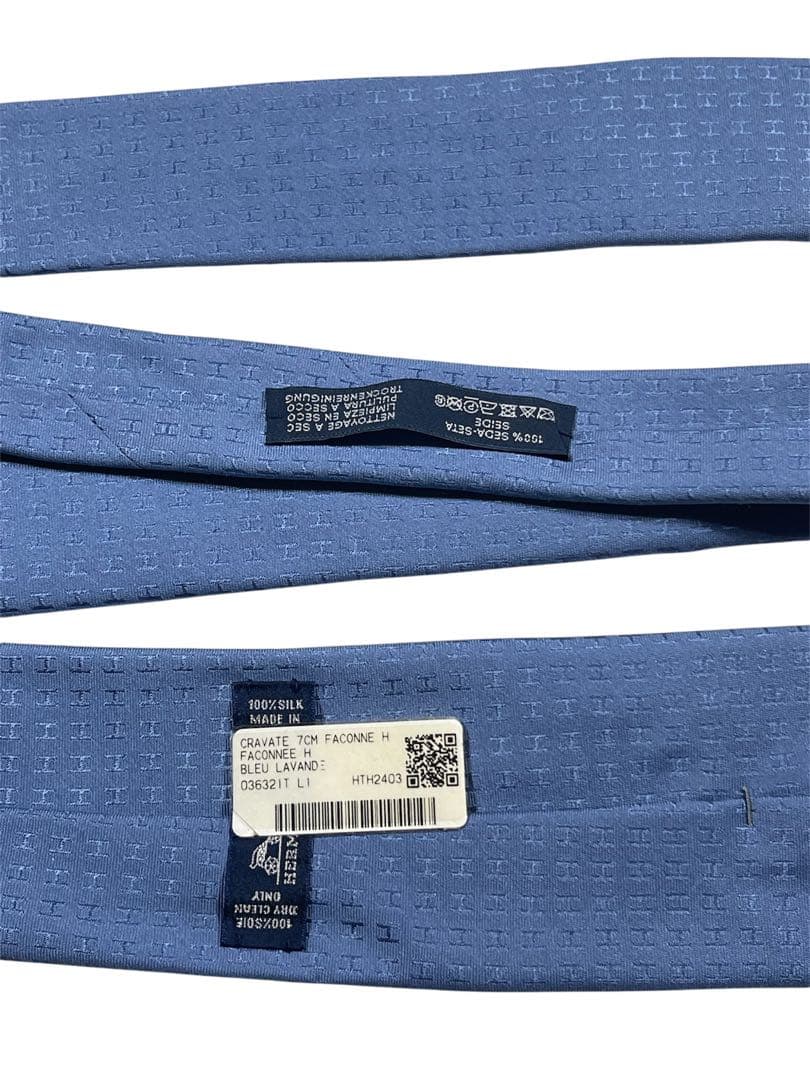 NETTOYAGE A SEC
LIMPIEZA EN SECO
PULITURA A SECCO
TROCKENREINIGUNG
100% SEDA-SETA
SEIDE
100%SILK
MADE IN
CRAVATE 7CM FACONNE H
FACONNEE H
BLEU LAVANDE
036321T L1
HTH2403
HERM
DRY CLEAN
ONLY
100%SOIE